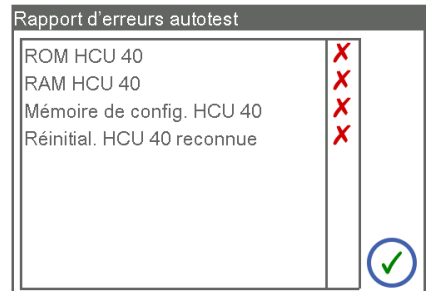 Rapport d'erreurs autotest
ROM HCU 40
RAM HCU 40
Mémoire de config. HCU 40
Réinitial. HCU 40 reconnue